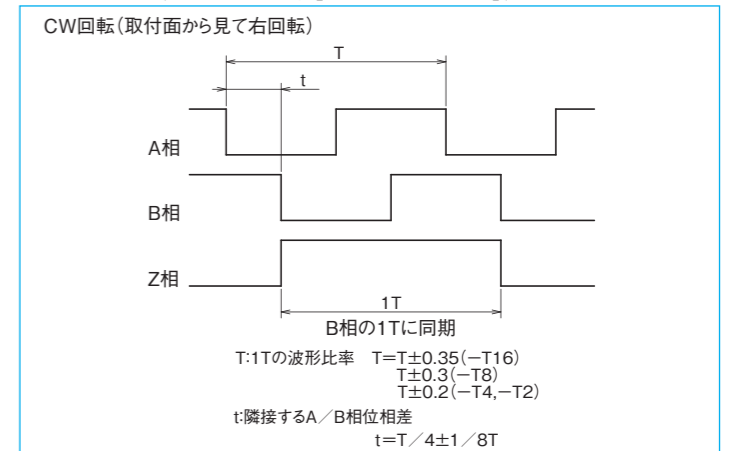 CW回転(取付面から見て右回転)
T
t
A相
B相
Z相
1T
B相の1Tに同期
T:1Tの波形比率 T=T±0.35(−T16)
T±0.3(−T8)
T±0.2(−T4,−T2)
t:隣接するA/B相位相差
t=T/4±1/8T